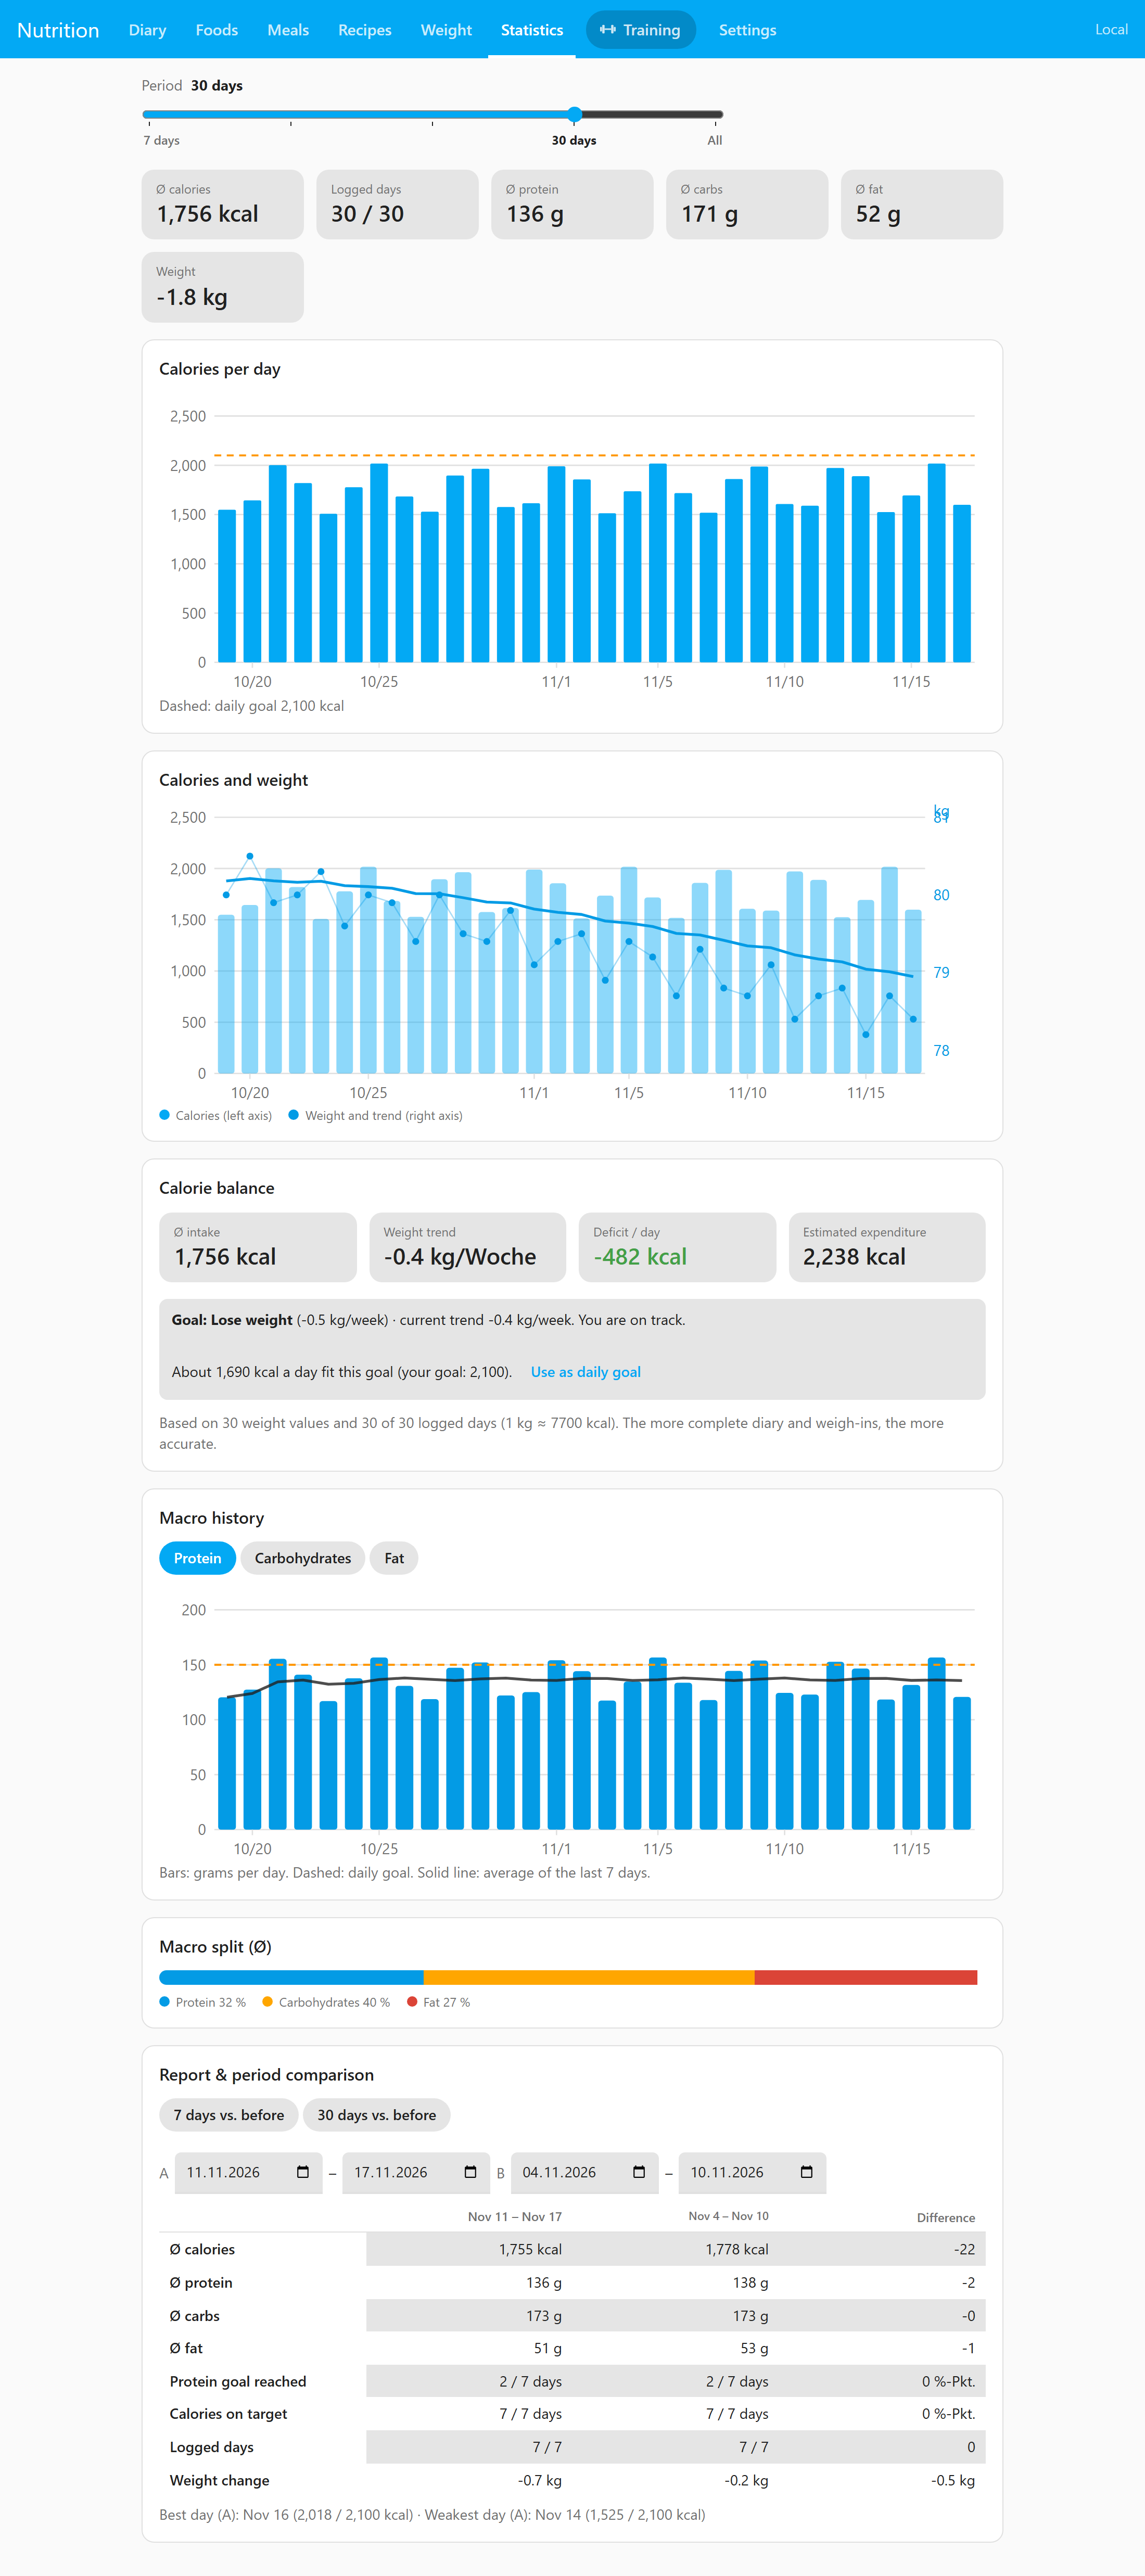 Nutrition Diary Foods Meals Recipes Weight Statistics Training Settings Local
Period 30 days
7 days 30 days All
Ø calories
1,756 kcal
Logged days
30 / 30
Ø protein
136 g
Ø carbs
171 g
Ø fat
52 g
Weight
-1.8 kg
Calories per day
2,500
2,000
1,500
1,000
500
0
10/20 10/25 11/1 11/5 11/10 11/15
Dashed: daily goal 2,100 kcal
Calories and weight
kg
2,500 81
2,000
80
1,500
1,000 79
500
78
0
10/20 10/25 11/1 11/5 11/10 11/15
Calories (left axis) Weight and trend (right axis)
Calorie balance
Ø intake
1,756 kcal
Weight trend
-0.4 kg/Woche
Deficit / day
-482 kcal
Estimated expenditure
2,238 kcal
Goal: Lose weight (-0.5 kg/week) · current trend -0.4 kg/week. You are on track.
About 1,690 kcal a day fit this goal (your goal: 2,100). Use as daily goal
Based on 30 weight values and 30 of 30 logged days (1 kg ≈ 7700 kcal). The more complete diary and weigh-ins, the more
accurate.
Macro history
Protein Carbohydrates Fat
200
150
100
50
0
10/20 10/25 11/1 11/5 11/10 11/15
Bars: grams per day. Dashed: daily goal. Solid line: average of the last 7 days.
Macro split (Ø)
Protein 32 % Carbohydrates 40 % Fat 27 %
Report & period comparison
7 days vs. before 30 days vs. before
A 11.11.2026 – 17.11.2026 B 04.11.2026 – 10.11.2026
Nov 11 – Nov 17 Nov 4 – Nov 10 Difference
Ø calories 1,755 kcal 1,778 kcal -22
Ø protein 136 g 138 g -2
Ø carbs 173 g 173 g -0
Ø fat 51 g 53 g -1
Protein goal reached 2 / 7 days 2 / 7 days 0 %-Pkt.
Calories on target 7 / 7 days 7 / 7 days 0 %-Pkt.
Logged days 7 / 7 7 / 7 0
Weight change -0.7 kg -0.2 kg -0.5 kg
Best day (A): Nov 16 (2,018 / 2,100 kcal) · Weakest day (A): Nov 14 (1,525 / 2,100 kcal)